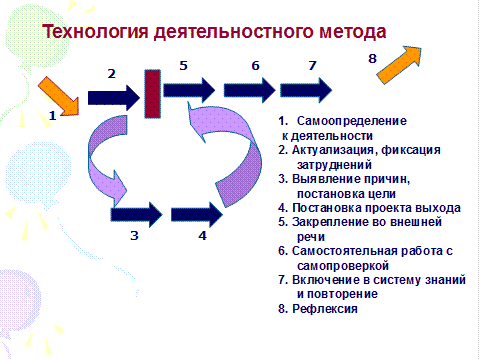 Технология деятельностного метода
1
2
5
6
7
8
3
4
1. Самоопределение
к деятельности
2. Актуализация, фиксация
затруднений
3. Выявление причин,
постановка цели
4. Постановка проекта выхода
5. Закрепление во внешней
речи
6. Самостоятельная работа с
самопроверкой
7. Включение в систему знаний
и повторение
8. Рефлексия